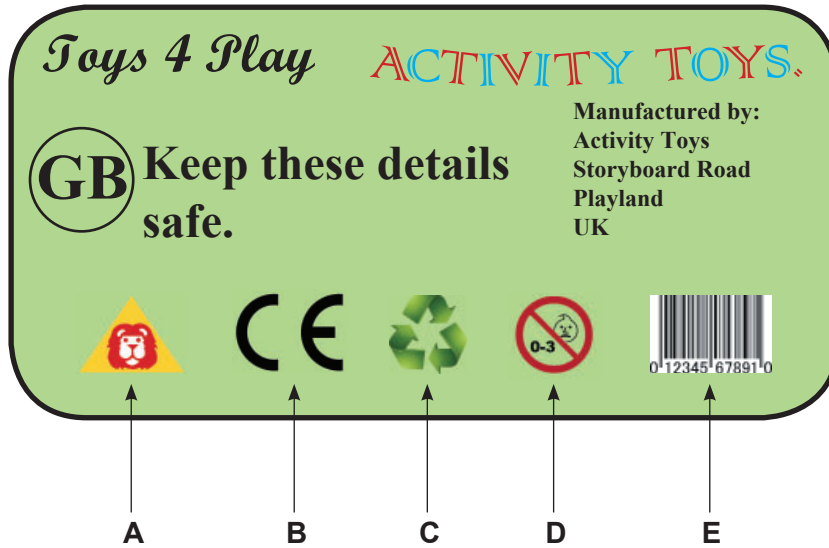 Toys 4 Play
ACTIVITY TOYS
Manufactured by:
Activity Toys
Storyboard Road
Playland
UK
GB
Keep these details
safe.
CE
0-3
0 12345 67891 0
A B C D E